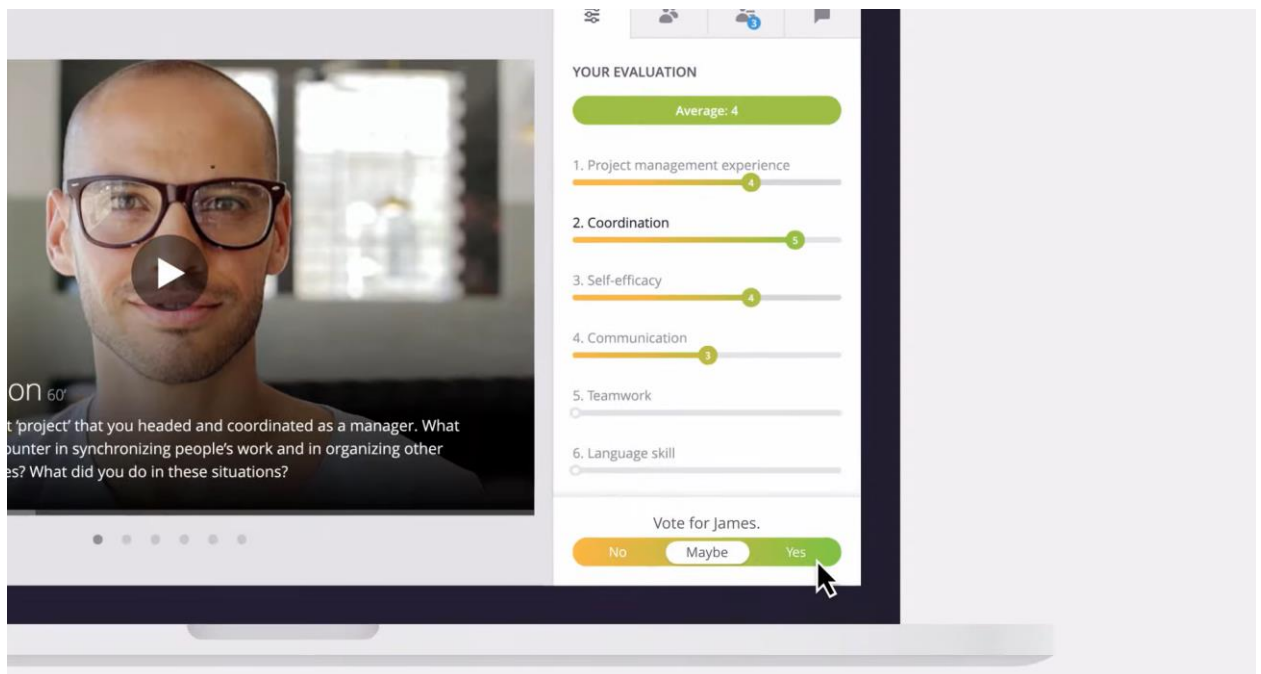 3
YOUR EVALUATION
Average: 4
1. Project management experience
4
2. Coordination
5
3. Self-efficacy
4
4. Communication
3
5. Teamwork
6. Language skill
on 60'
t 'project' that you headed and coordinated as a manager. What
ounter in synchronizing people's work and in organizing other
es? What did you do in these situations?
Vote for James.
No Maybe Yes